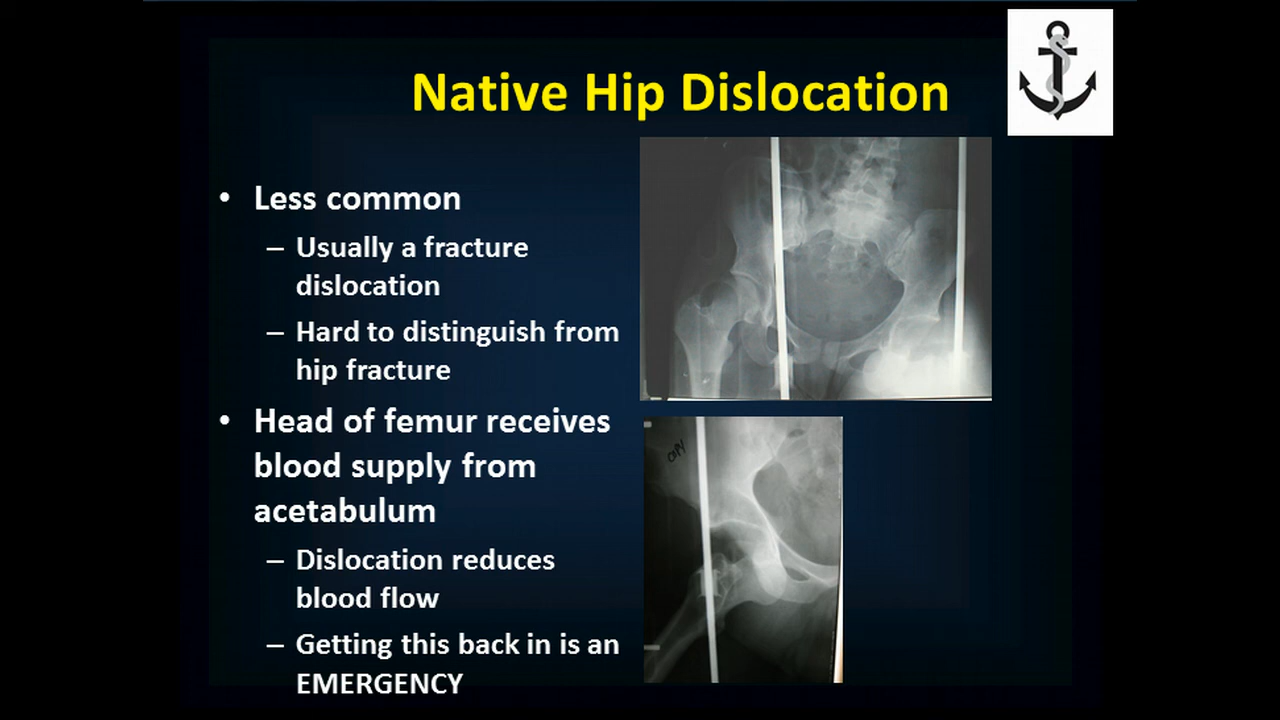 Native Hip Dislocation
• Less common
– Usually a fracture
dislocation
– Hard to distinguish from
hip fracture
• Head of femur receives
blood supply from
acetabulum
– Dislocation reduces
blood flow
– Getting this back in is an
EMERGENCY
COPY